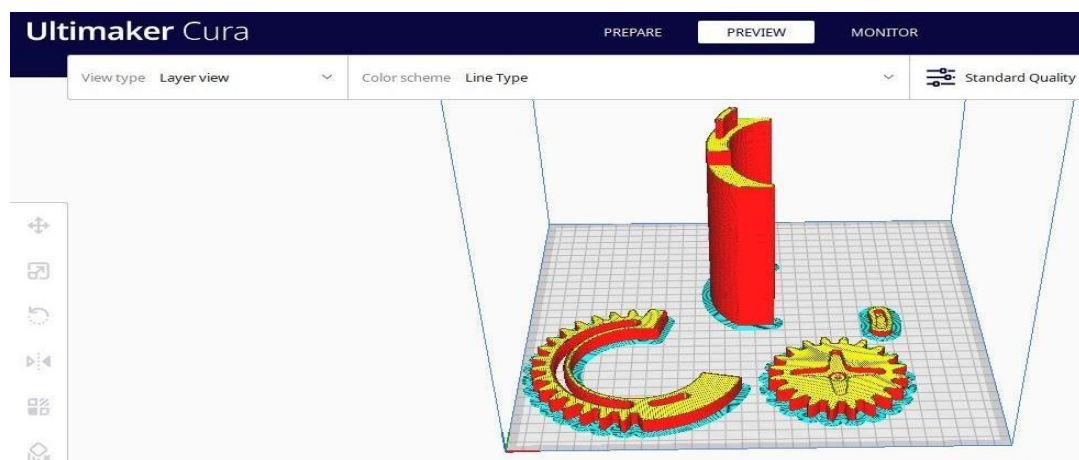 Ultimaker Cura PREPARE PREVIEW MONITOR
View type Layer view Color scheme Line Type Standard Quality